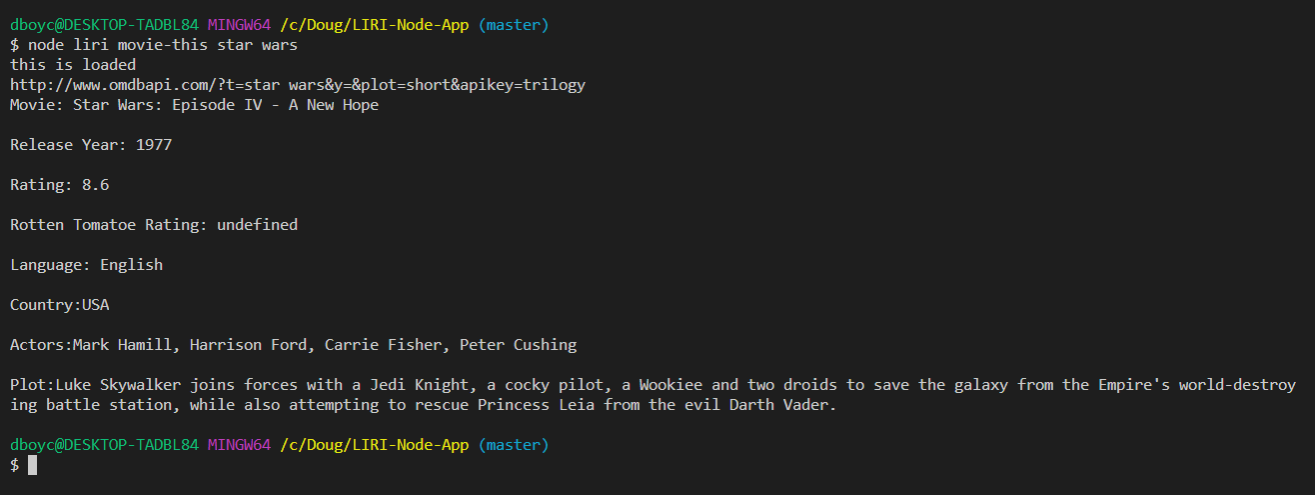 dboyc@DESKTOP-TADBL84 MINGW64 /c/Doug/LIRI-Node-App (master)
$ node liri movie-this star wars
this is loaded
http://www.omdbapi.com/?t=star wars&y=&plot=short&apikey=trilogy
Movie: Star Wars: Episode IV - A New Hope
Release Year: 1977
Rating: 8.6
Rotten Tomatoe Rating: undefined
Language: English
Country:USA
Actors:Mark Hamill, Harrison Ford, Carrie Fisher, Peter Cushing
Plot:Luke Skywalker joins forces with a Jedi Knight, a cocky pilot, a Wookiee and two droids to save the galaxy from the Empire's world-destroy
ing battle station, while also attempting to rescue Princess Leia from the evil Darth Vader.
dboyc@DESKTOP-TADBL84 MINGW64 /c/Doug/LIRI-Node-App (master)
$